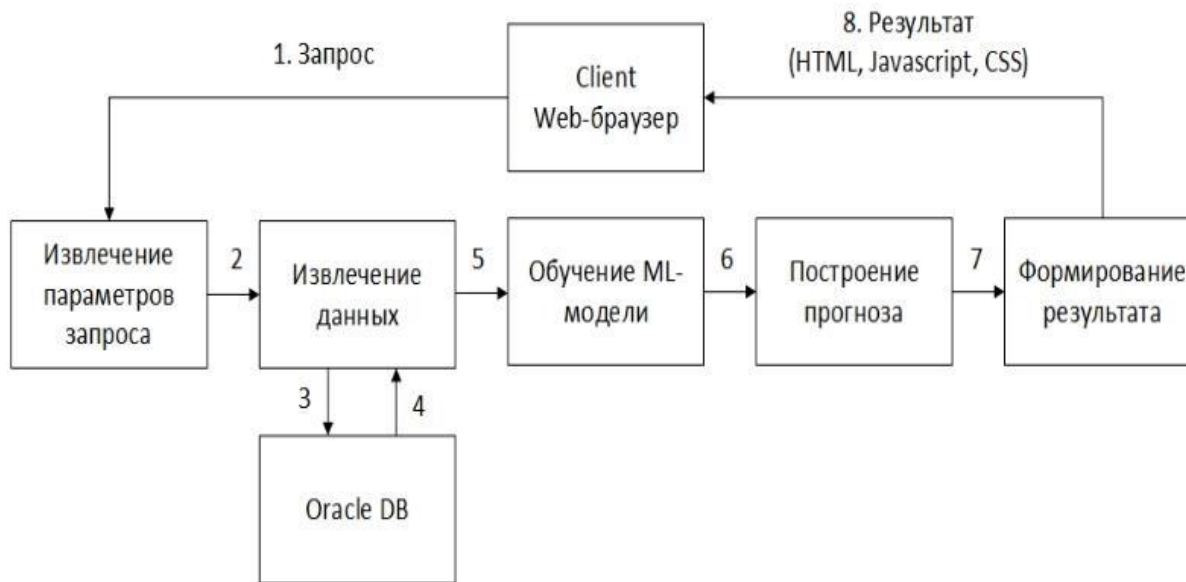 1. Запрос
8. Результат
(HTML, Javascript, CSS)
Client
Web-браузер
Извлечение
параметров
запроса
2
Извлечение
данных
5
Обучение ML-
модели
6
Построение
прогноза
7
Формирование
результата
3
4
Oracle DB